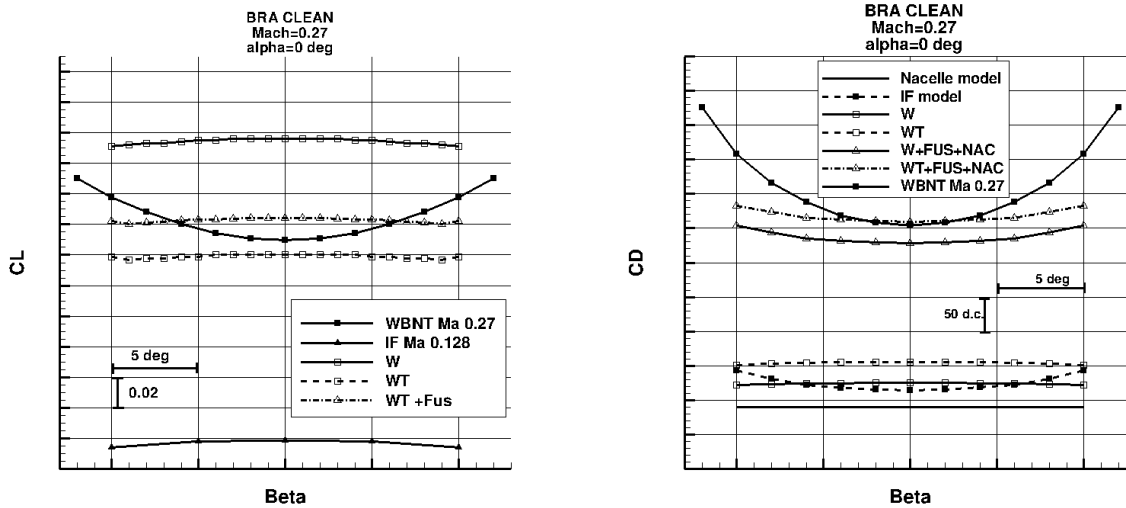 BRA CLEAN
Mach=0.27
alpha=0 deg
CL
WBNT Ma 0.27
IF Ma 0.128
W
WT
WT +Fus
5 deg
0.02
Beta
BRA CLEAN
Mach=0.27
alpha=0 deg
Nacelle model
IF model
W
WT
W+FUS+NAC
WT+FUS+NAC
WBNT Ma 0.27
CD
5 deg
50 d.c.
Beta